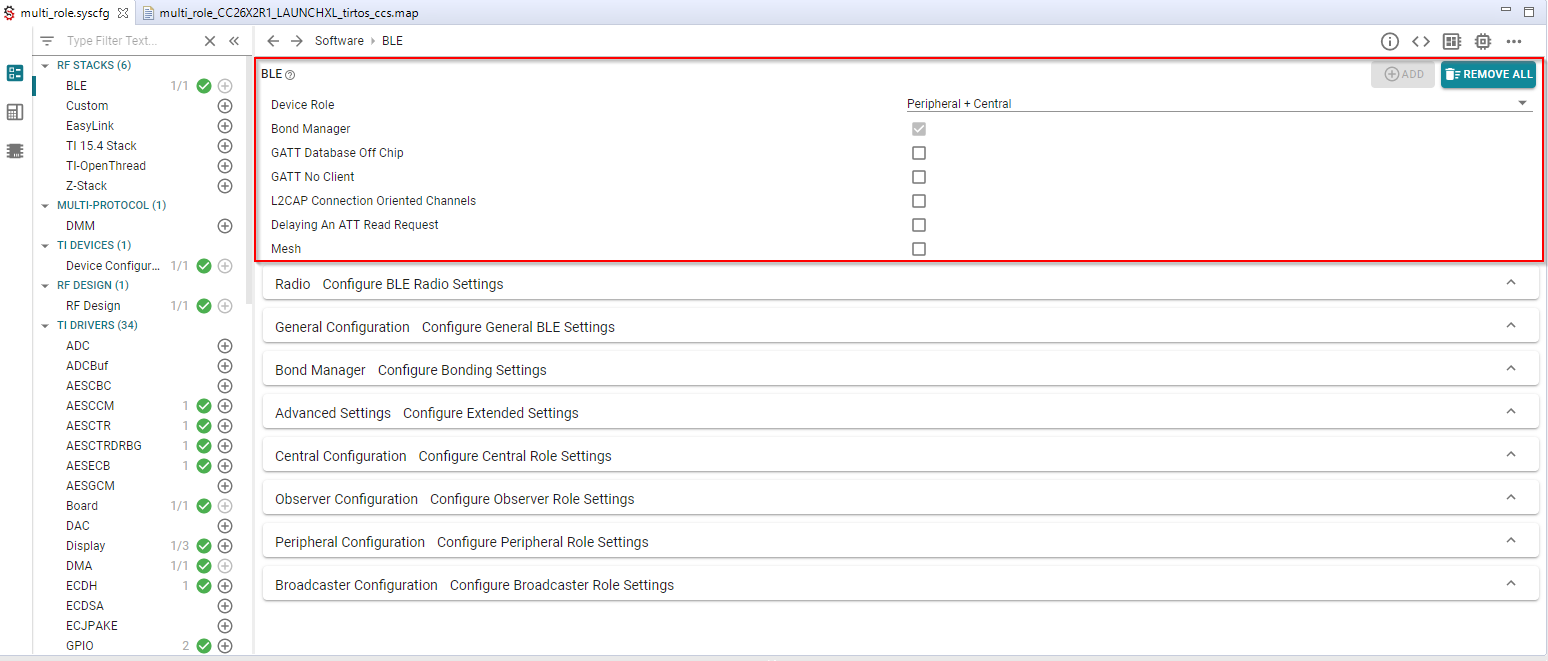 multi_role.syscfg
multi_role_CC26X2R1_LAUNCHXL_tirtos_ccs.map
Type Filter Text...
Software › BLE
RF STACKS (6)
BLE 1/1
Custom
EasyLink
TI 15.4 Stack
TI-OpenThread
Z-Stack
MULTI-PROTOCOL (1)
DMM
TI DEVICES (1)
Device Configur... 1/1
RF DESIGN (1)
RF Design 1/1
TI DRIVERS (34)
ADC
ADCBuf
AESCBC
AESCCM 1
AESCTR 1
AESCTRDRBG 1
AESECB 1
AESGCM
Board 1/1
DAC
Display 1/3
DMA 1/1
ECDH 1
ECDSA
ECJPAKE
GPIO 2
BLE
ADD
REMOVE ALL
Device Role Peripheral + Central
Bond Manager
GATT Database Off Chip
GATT No Client
L2CAP Connection Oriented Channels
Delaying An ATT Read Request
Mesh
Radio Configure BLE Radio Settings
General Configuration Configure General BLE Settings
Bond Manager Configure Bonding Settings
Advanced Settings Configure Extended Settings
Central Configuration Configure Central Role Settings
Observer Configuration Configure Observer Role Settings
Peripheral Configuration Configure Peripheral Role Settings
Broadcaster Configuration Configure Broadcaster Role Settings